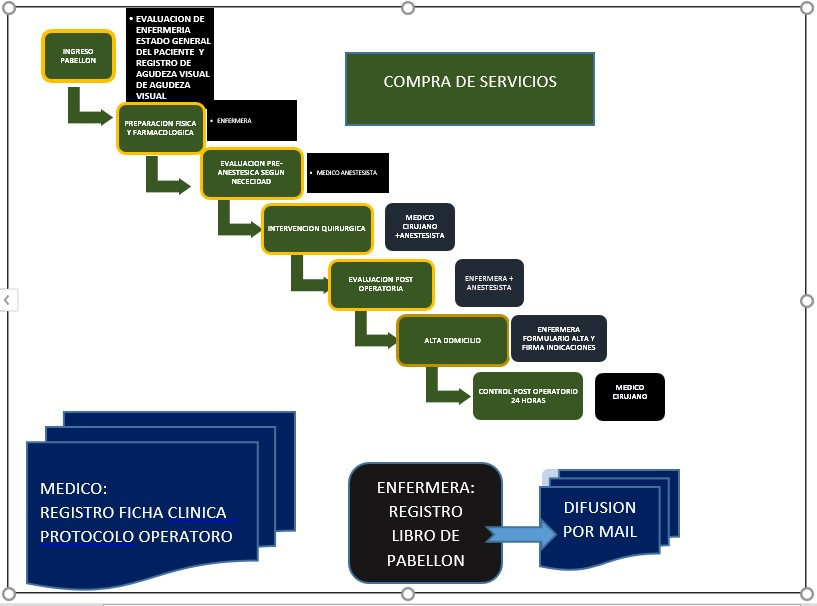 INGRESO
PABELLON
• EVALUACION DE
ENFERMERIA
ESTADO GENERAL
DEL PACIENTE Y
REGISTRO DE
AGUDEZA VISUAL
DE AGUDEZA
VISUAL
COMPRA DE SERVICIOS
PREPARACION FISICA
Y FARMACOLOGICA
• ENFERMERA
EVALUACION PRE-
ANESTESICA SEGUN
NECECIDAD
• MEDICO ANESTESISTA
INTERVENCION QUIRURGICA
MEDICO
CIRUJANO
+ANESTESISTA
EVALUACION POST
OPERATORIA
ENFERMERA +
ANESTESISTA
ALTA DOMICILIO
ENFERMERA
FORMULARIO ALTA Y
FIRMA INDICACIONES
CONTROL POST OPERATORIO
24 HORAS
MEDICO
CIRUJANO
MEDICO:
REGISTRO FICHA CLINICA
PROTOCOLO OPERATORO
ENFERMERA:
REGISTRO
LIBRO DE
PABELLON
DIFUSION
POR MAIL